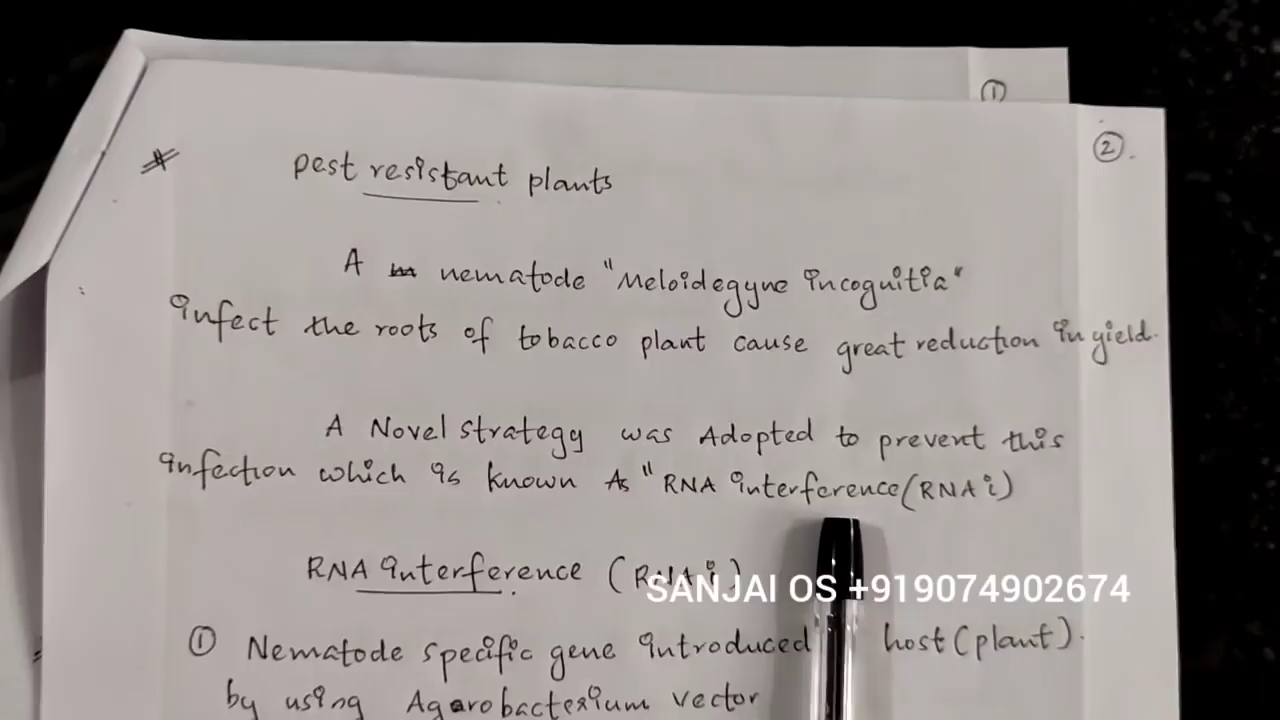 ①
②.
* pest resistant plants
A nematode "Meloidegyne incognitia"
infect the roots of tobacco plant cause great reduction in yield.
A Novel strategy was Adopted to prevent this
infection which is known As "RNA interference (RNAi)
RNA interference (RNAi)
SANJAI OS +919074902674
① Nematode specific gene introduced host (plant).
by using Agarobacterium vector